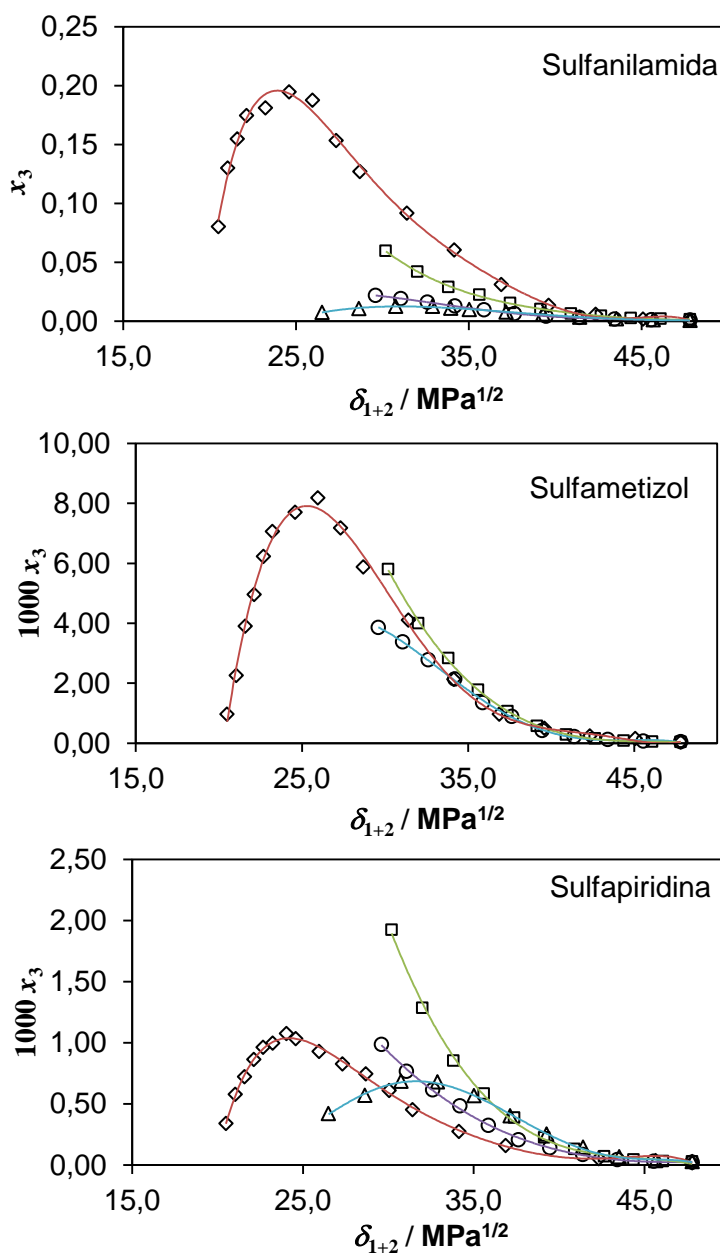 0,25
Sulfanilamida
0,20
0,15
x3
0,10
0,05
0,00
15,0 25,0 35,0 45,0
δ1+2 / MPa1/2
10,00
Sulfametizol
8,00
6,00
1000 x3
4,00
2,00
0,00
15,0 25,0 35,0 45,0
δ1+2 / MPa1/2
2,50
Sulfapiridina
2,00
1,50
1000 x3
1,00
0,50
0,00
15,0 25,0 35,0 45,0
δ1+2 / MPa1/2